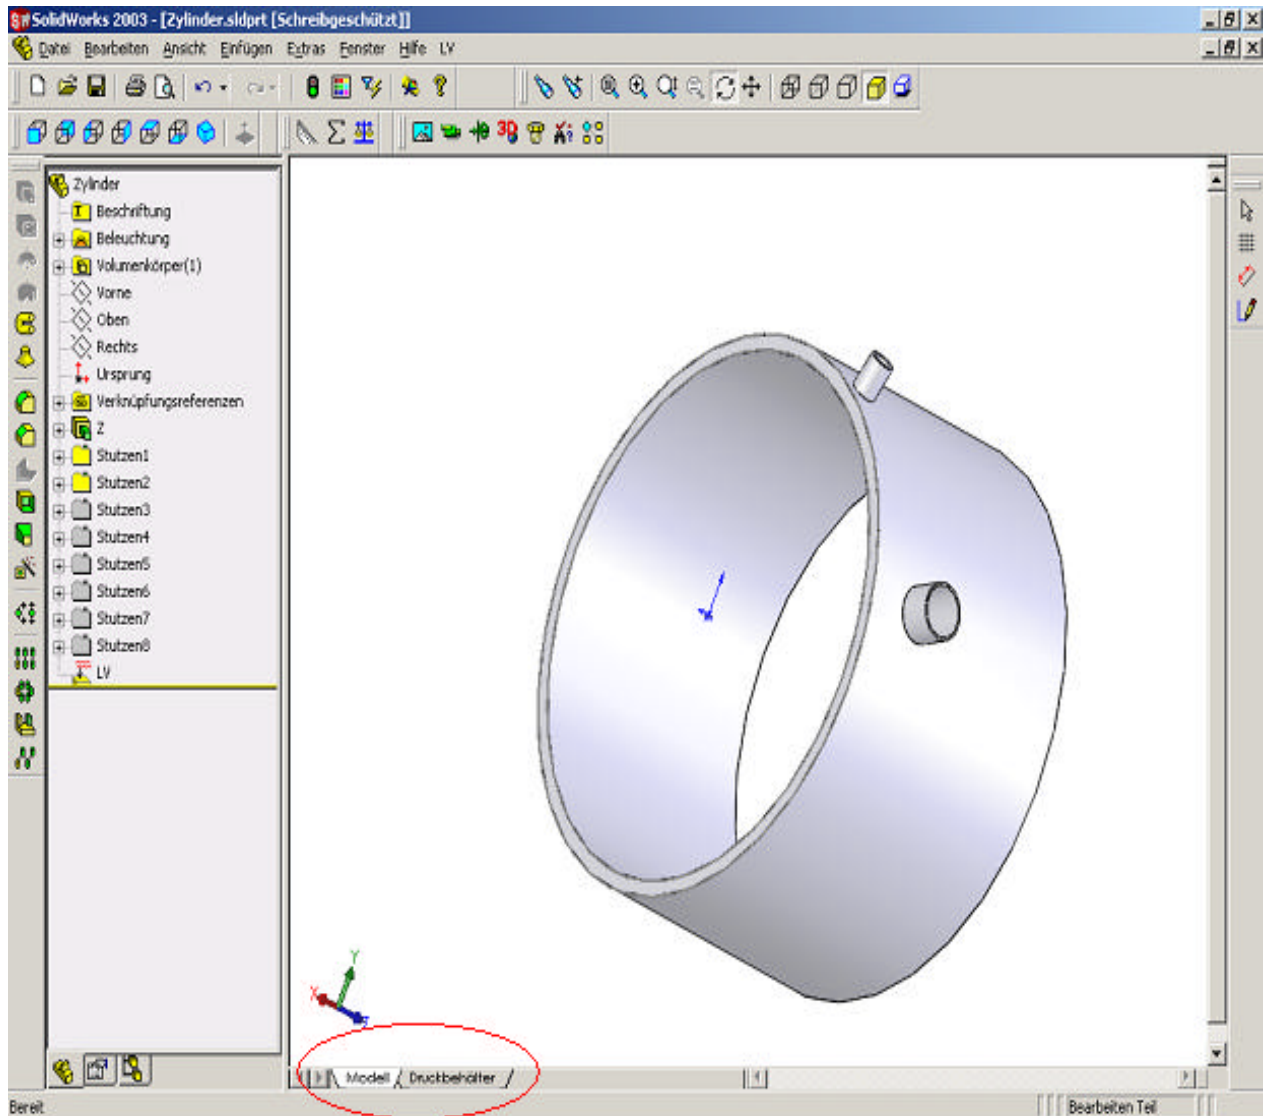 SolidWorks 2003 - [Zylinder.sldprt [Schreibgeschützt]]
Datei Bearbeiten Ansicht Einfügen Extras Fenster Hilfe LV
3D
Zylinder
Beschriftung
Beleuchtung
Volumenkörper(1)
Vorne
Oben
Rechts
Ursprung
Verknüpfungsreferenzen
Z
Stutzen1
Stutzen2
Stutzen3
Stutzen4
Stutzen5
Stutzen6
Stutzen7
Stutzen8
LV
Y
X
Z
Modell Druckbehälter
Bereit Bearbeiten Teil